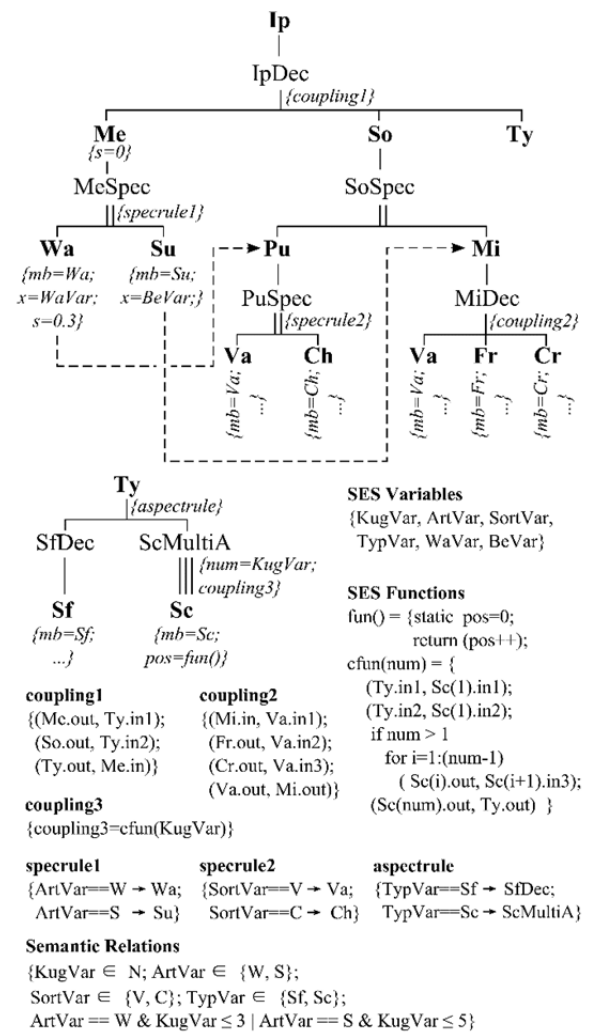 Ip
IpDec
{coupling1}
Me So Ty
{s=0}
MeSpec SoSpec
{specrule1}
Wa Su Pu Mi
{mb=Wa; {mb=Su; PuSpec MiDec
x=WaVar; x=BeVar;}
s=0.3} {specrule2} {coupling2}
Va Ch Va Fr Cr
{mb=Va; ...} {mb=Ch; ...} {mb=Va; ...} {mb=Fr; ...} {mb=Cr; ...}
Ty
{aspectrule}
SfDec ScMultiA
{num=KugVar;
coupling3}
Sf Sc
{mb=Sf; {mb=Sc;
...} pos=fun()}
SES Variables
{KugVar, ArtVar, SortVar,
TypVar, WaVar, BeVar}
SES Functions
fun() = {static pos=0;
return (pos++);
cfun(num) = {
(Ty.in1, Sc(1).in1);
(Ty.in2, Sc(1).in2);
if num > 1
for i=1:(num-1)
( Sc(i).out, Sc(i+1).in3);
(Sc(num).out, Ty.out) }
coupling1
{(Me.out, Ty.in1);
(So.out, Ty.in2);
(Ty.out, Me.in)}
coupling2
{(Mi.in, Va.in1);
(Fr.out, Va.in2);
(Cr.out, Va.in3);
(Va.out, Mi.out)}
coupling3
{coupling3=cfun(KugVar)}
specrule1
{ArtVar==W → Wa;
ArtVar==S → Su}
specrule2
{SortVar==V → Va;
SortVar==C → Ch}
aspectrule
{TypVar==Sf → SfDec;
TypVar==Sc → ScMultiA}
Semantic Relations
{KugVar ∈ N; ArtVar ∈ {W, S};
SortVar ∈ {V, C}; TypVar ∈ {Sf, Sc};
ArtVar == W & KugVar ≤ 3 | ArtVar == S & KugVar ≤ 5}